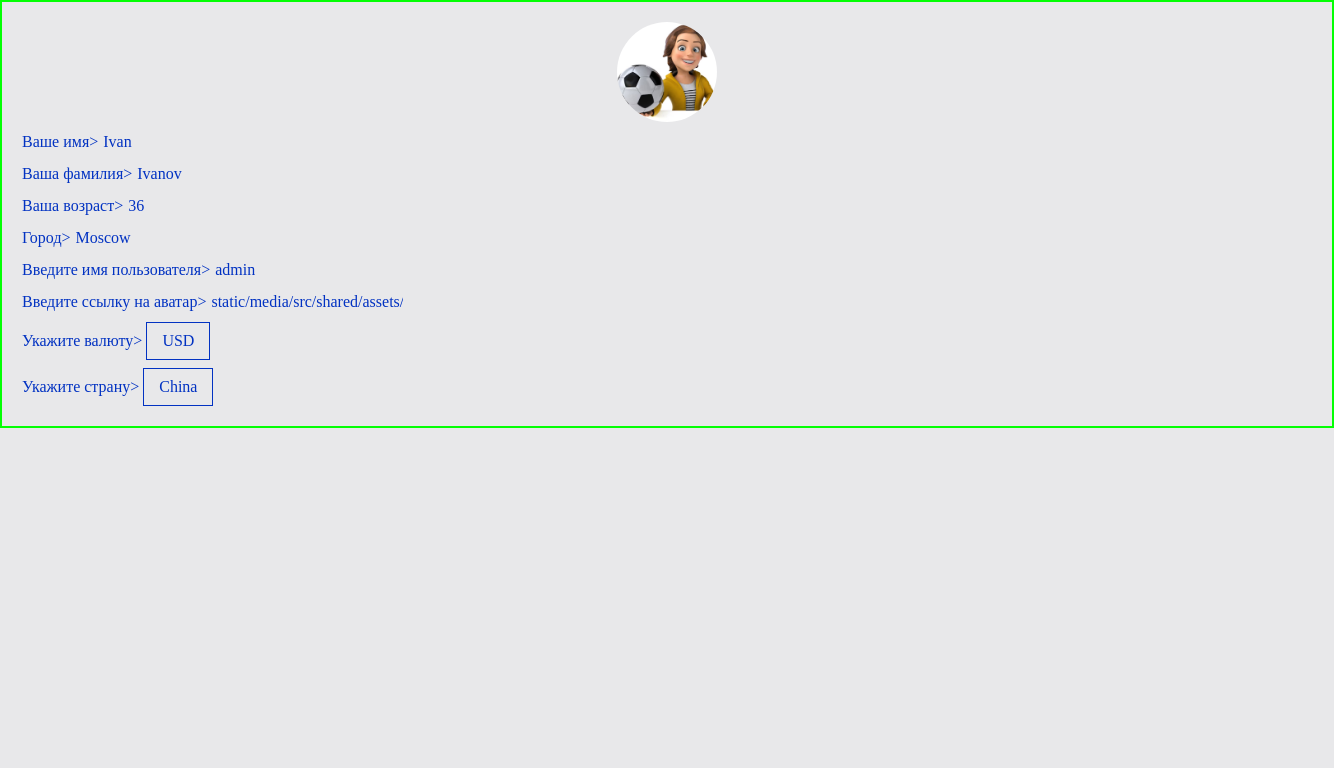 Ваше имя> Ivan
Ваша фамилия> Ivanov
Ваша возраст> 36
Город> Moscow
Введите имя пользователя> admin
Введите ссылку на аватар> static/media/src/shared/assets/
Укажите валюту> USD
Укажите страну> China